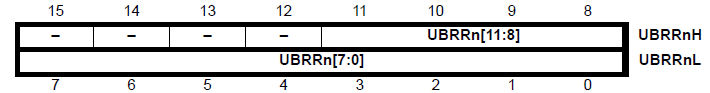 15 14 13 12 11 10 9 8
– – – – UBRRn[11:8] UBRRnH
UBRRn[7:0] UBRRnL
7 6 5 4 3 2 1 0